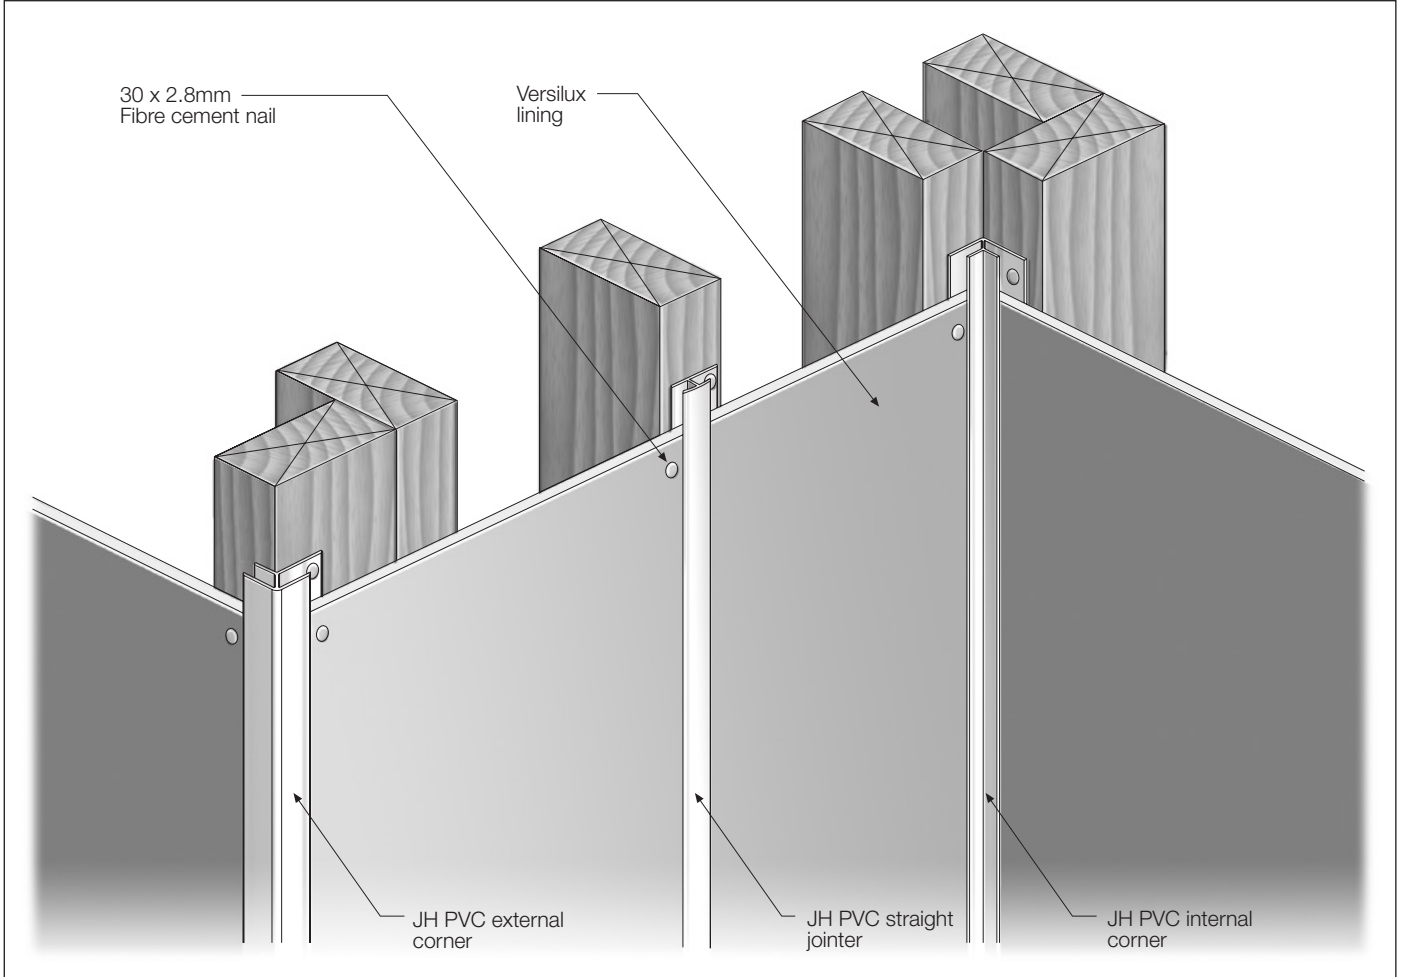 30 x 2.8mm
Fibre cement nail
Versilux
lining
JH PVC external
corner
JH PVC straight
jointer
JH PVC internal
corner